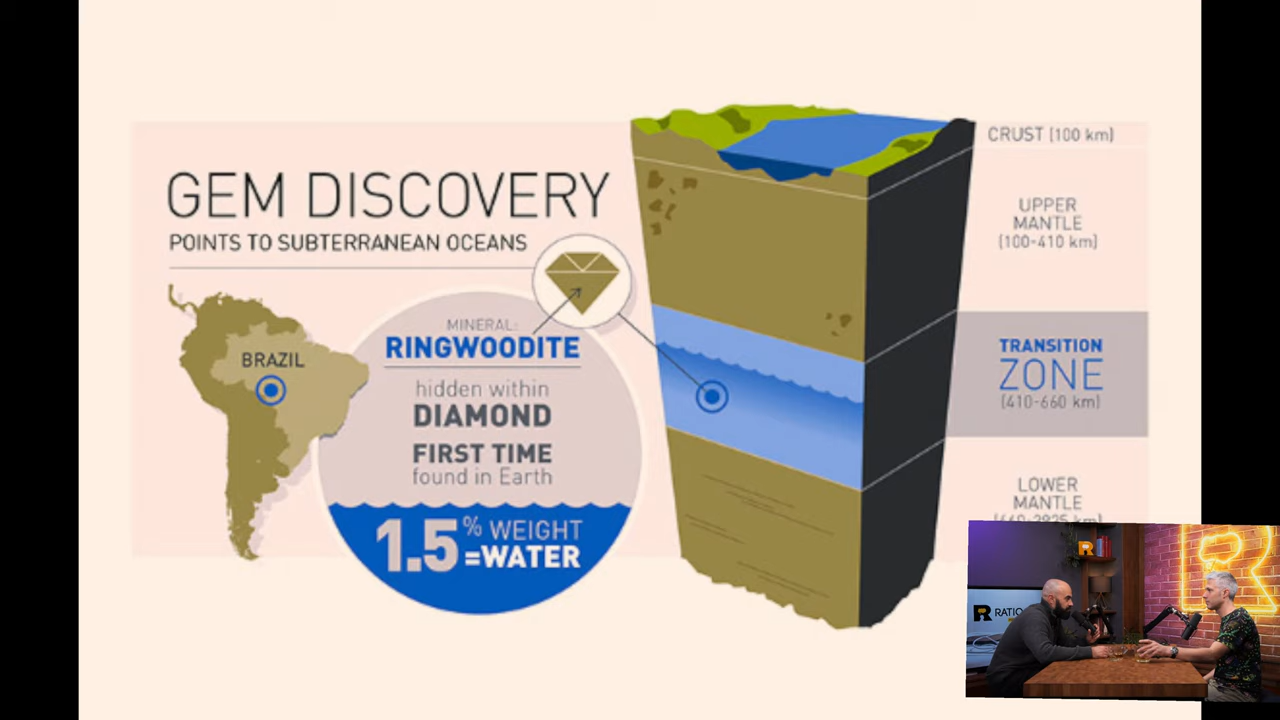 GEM DISCOVERY
POINTS TO SUBTERRANEAN OCEANS
BRAZIL
MINERAL:
RINGWOODITE
hidden within
DIAMOND
FIRST TIME
found in Earth
1.5% WEIGHT
=WATER
CRUST (100 km)
UPPER
MANTLE
(100-410 km)
TRANSITION
ZONE
(410-660 km)
LOWER
MANTLE
R RATIO
R
R